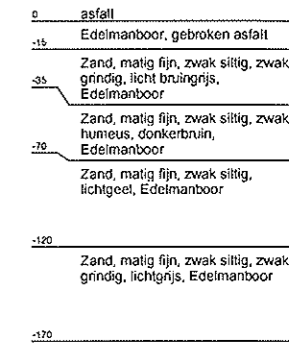 0 asfalt
Edelmanboor, gebroken asfalt
-15
Zand, matig fijn, zwak siltig, zwak
grindig, licht bruingrijs,
-35
Edelmanboor
Zand, matig fijn, zwak siltig, zwak
humeus, donkerbruin,
-70
Edelmanboor
Zand, matig fijn, zwak siltig,
lichtgeel, Edelmanboor
-120
Zand, matig fijn, zwak siltig, zwak
grindig, lichtgrijs, Edelmanboor
-170